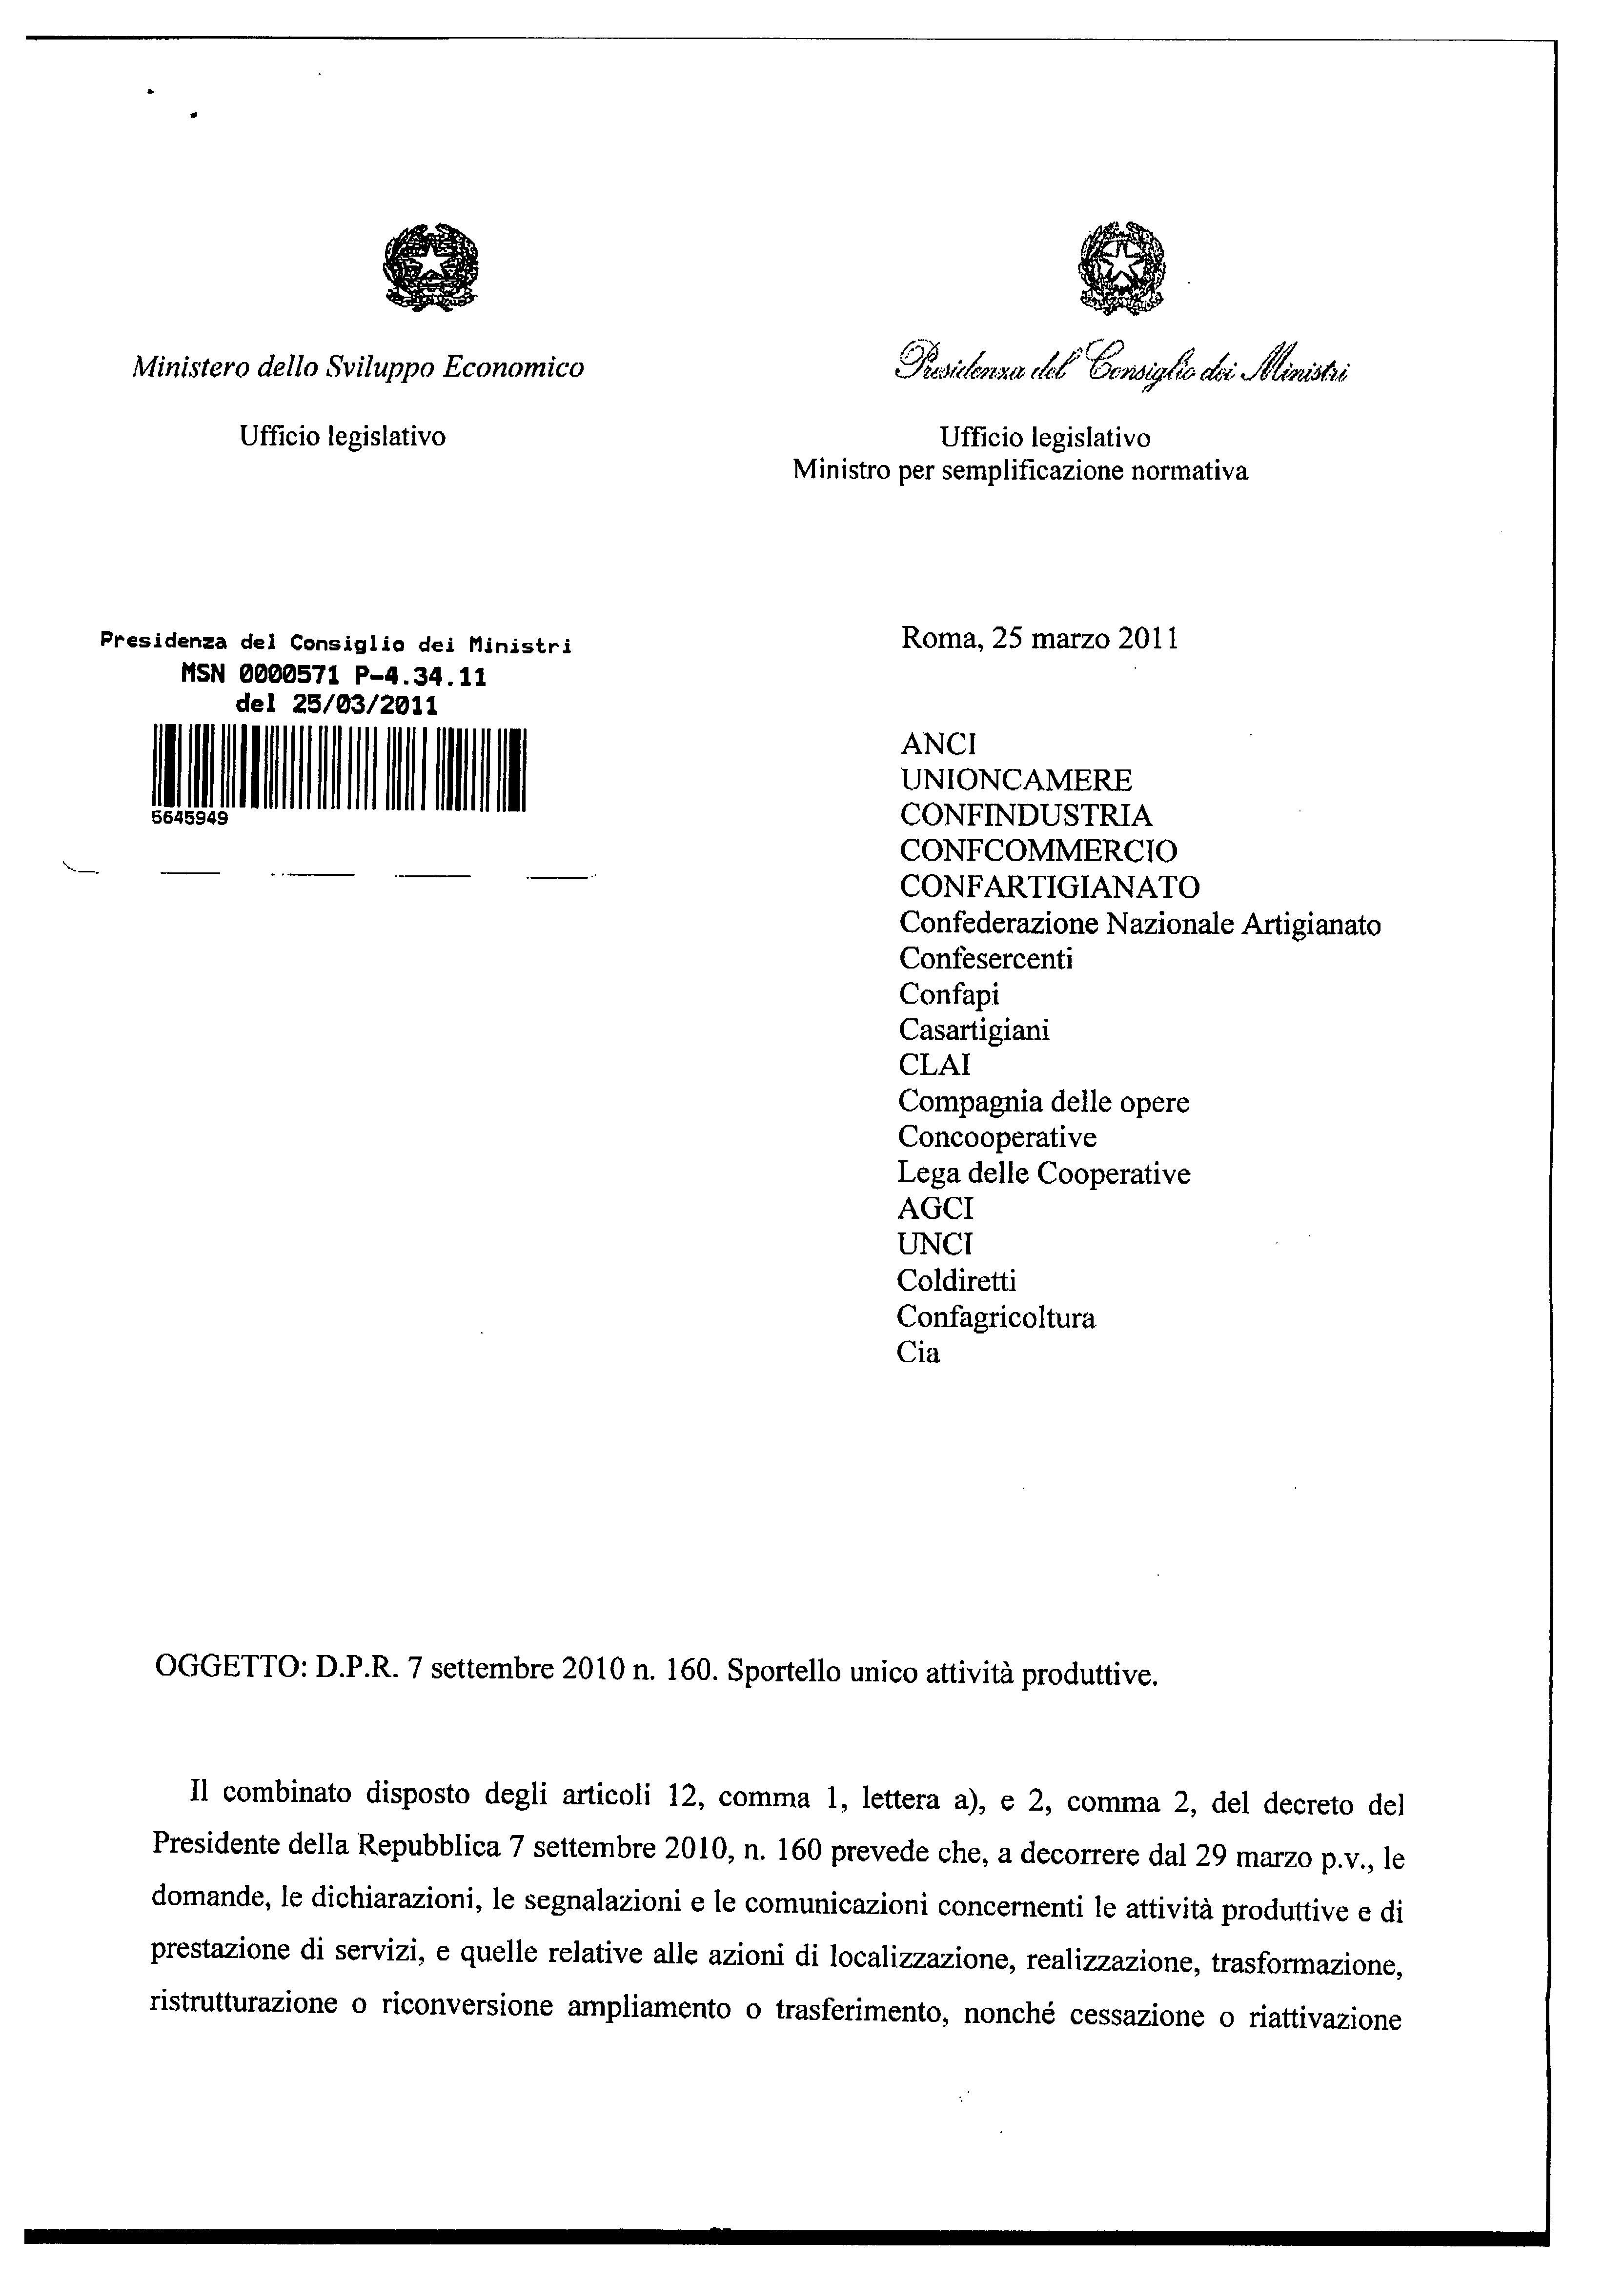 Ministero dello Sviluppo Economico
Ufficio legislativo
Presidenza del Consiglio dei Ministri
Ufficio legislativo
Ministro per semplificazione normativa
Presidenza del Consiglio dei Ministri
MSN 0000571 P-4.34.11
del 25/03/2011
5645949
Roma, 25 marzo 2011
ANCI
UNIONCAMERE
CONFINDUSTRIA
CONFCOMMERCIO
CONFARTIGIANATO
Confederazione Nazionale Artigianato
Confesercenti
Confapi
Casartigiani
CLAI
Compagnia delle opere
Concooperative
Lega delle Cooperative
AGCI
UNCI
Coldiretti
Confagricoltura
Cia
OGGETTO: D.P.R. 7 settembre 2010 n. 160. Sportello unico attività produttive.
Il combinato disposto degli articoli 12, comma 1, lettera a), e 2, comma 2, del decreto del
Presidente della Repubblica 7 settembre 2010, n. 160 prevede che, a decorrere dal 29 marzo p.v., le
domande, le dichiarazioni, le segnalazioni e le comunicazioni concernenti le attività produttive e di
prestazione di servizi, e quelle relative alle azioni di localizzazione, realizzazione, trasformazione,
ristrutturazione o riconversione ampliamento o trasferimento, nonché cessazione o riattivazione